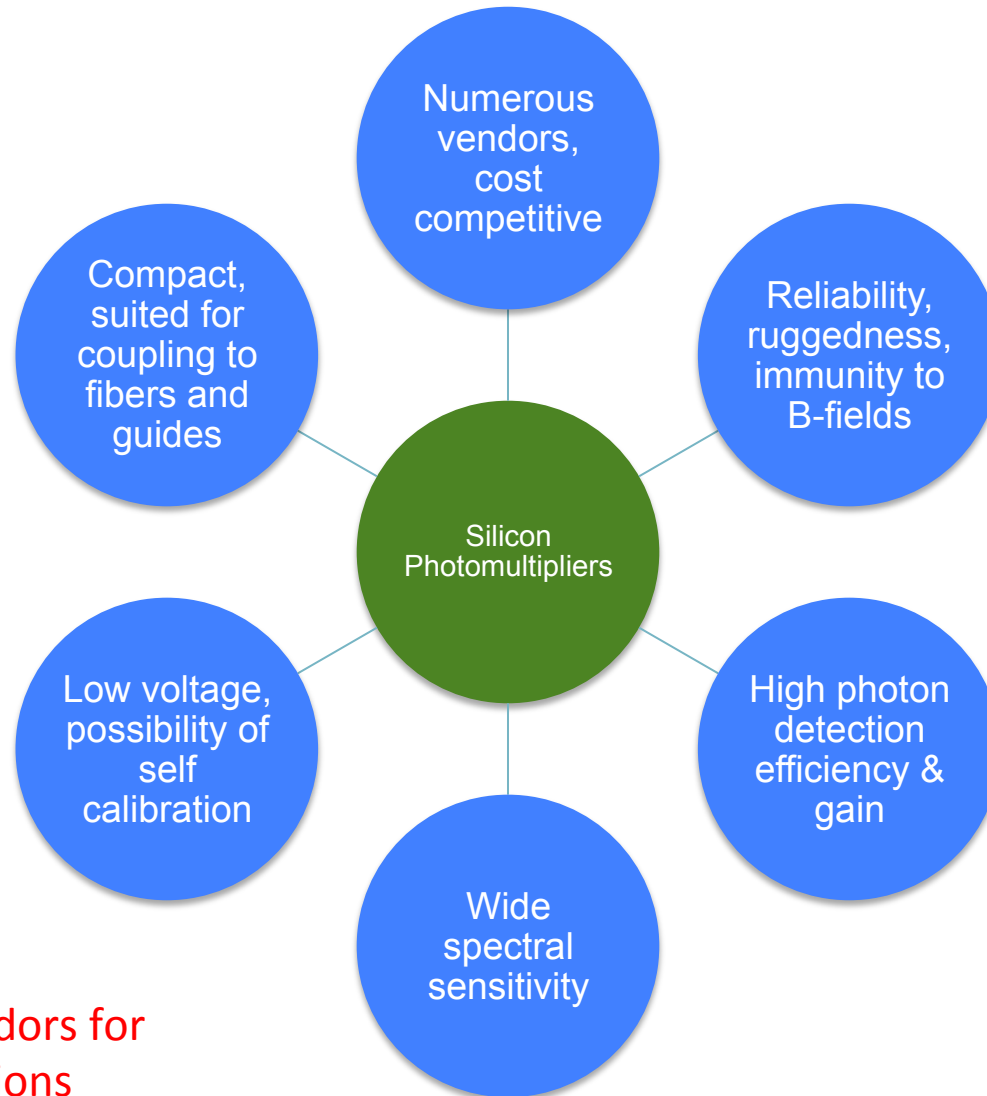 Numerous
vendors,
cost
competitive
Compact,
suited for
coupling to
fibers and
guides
Reliability,
ruggedness,
immunity to
B-fields
Silicon
Photomultipliers
Low voltage,
possibility of
self
calibration
High photon
detection
efficiency &
gain
Wide
spectral
sensitivity
for